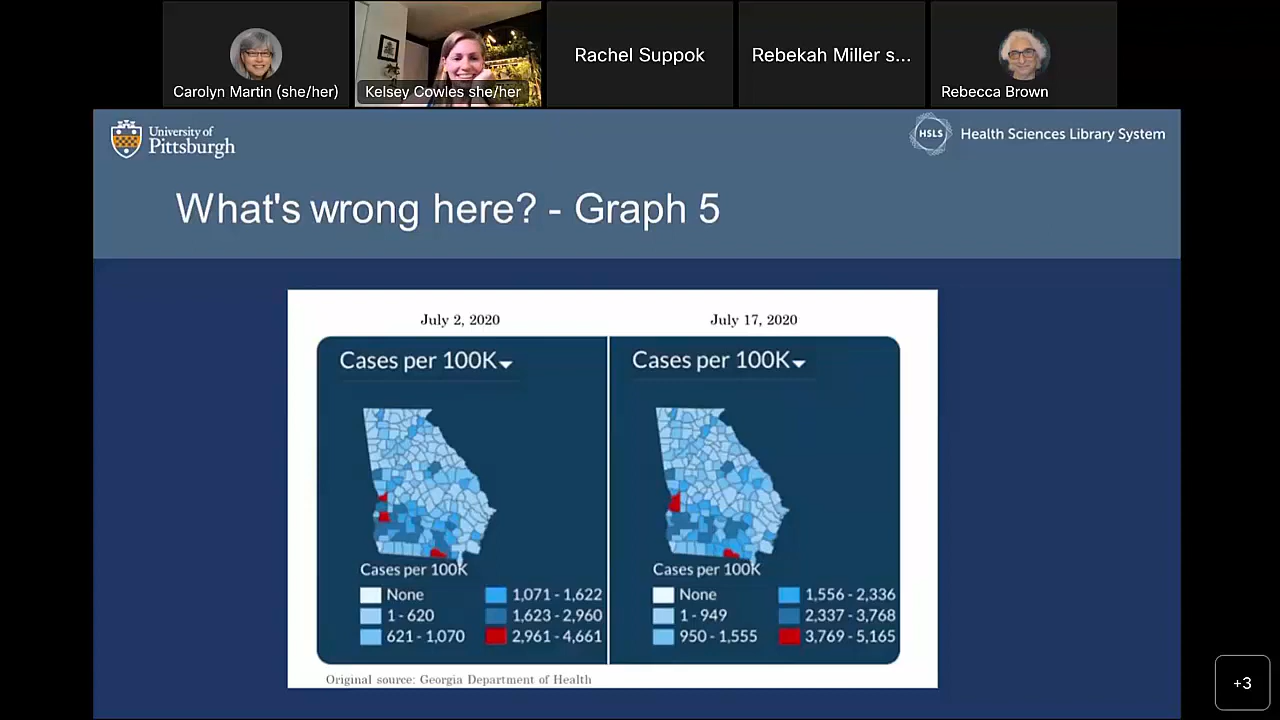 Carolyn Martin (she/her)
Kelsey Cowles she/her
Rachel Suppok
Rebekah Miller s...
Rebecca Brown
University of
Pittsburgh
HSLS
Health Sciences Library System
What's wrong here? - Graph 5
July 2, 2020
July 17, 2020
Cases per 100K
Cases per 100K
Cases per 100K
None
1 - 620
621 - 1,070
1,071 - 1,622
1,623 - 2,960
2,961 - 4,661
Cases per 100K
None
1 - 949
950 - 1,555
1,556 - 2,336
2,337 - 3,768
3,769 - 5,165
Original source: Georgia Department of Health
+3